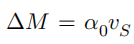 ΔM = α₀v_S